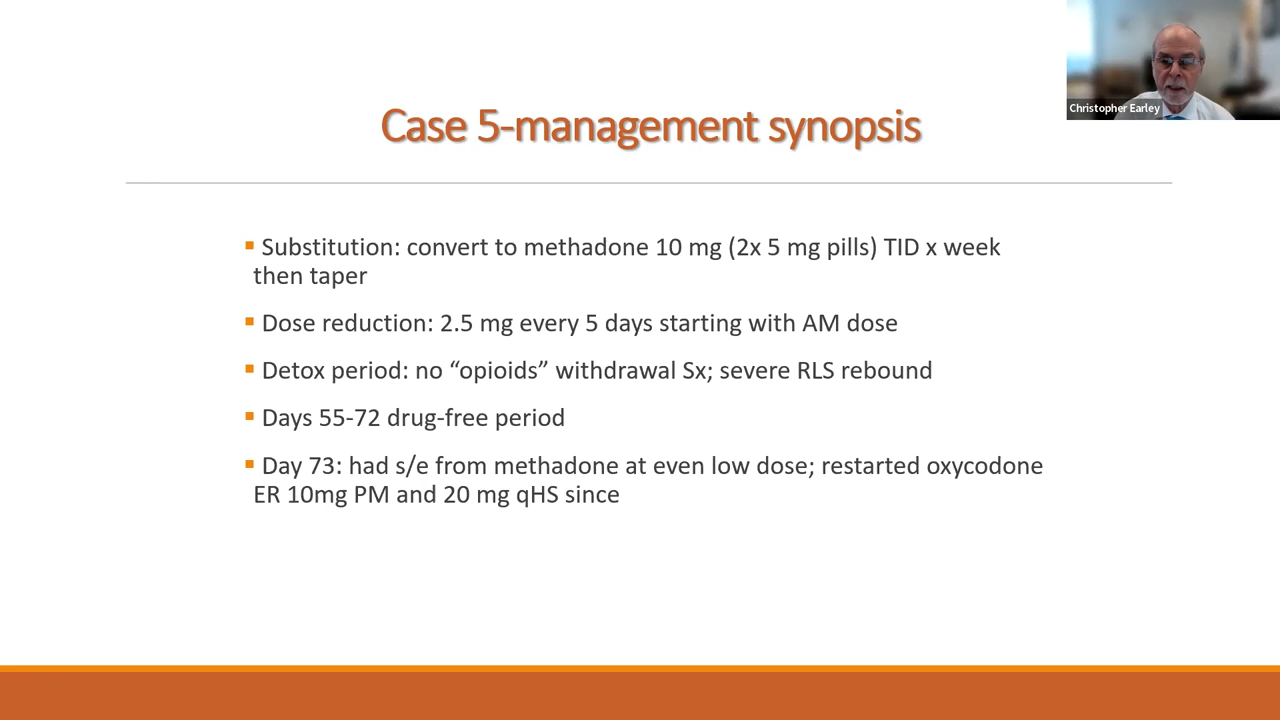 Christopher Earley
Case 5-management synopsis
▪ Substitution: convert to methadone 10 mg (2x 5 mg pills) TID x week
then taper
▪ Dose reduction: 2.5 mg every 5 days starting with AM dose
▪ Detox period: no “opioids” withdrawal Sx; severe RLS rebound
▪ Days 55-72 drug-free period
▪ Day 73: had s/e from methadone at even low dose; restarted oxycodone
ER 10mg PM and 20 mg qHS since